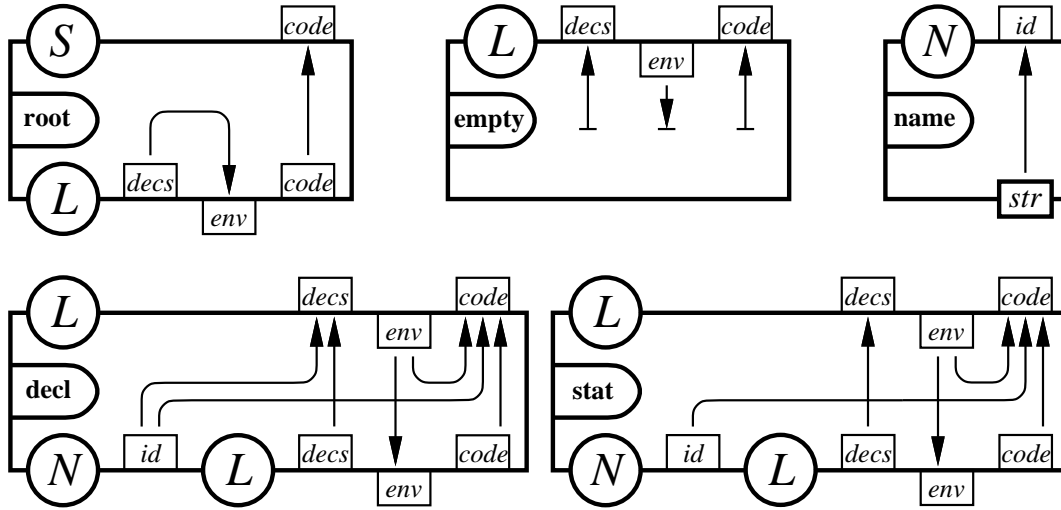 S code L decs env code N id
root empty name
L decs env code str
L decs env code L decs env code
decl stat
N id L decs env code N id L decs env code